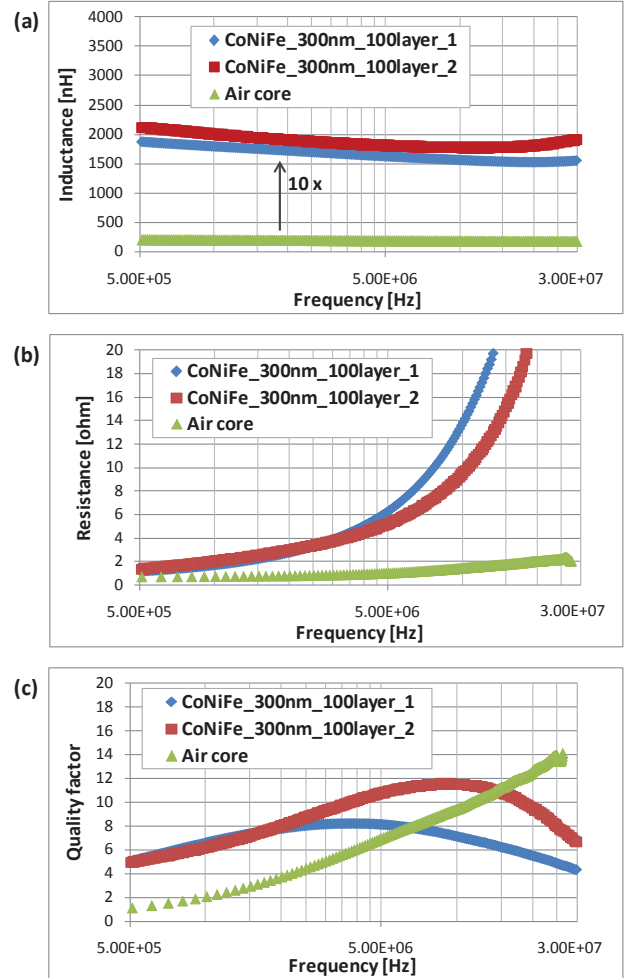 (a)
4000
3500
3000
2500
2000
1500
1000
500
0
Inductance [nH]
CoNiFe_300nm_100layer_1
CoNiFe_300nm_100layer_2
Air core
10 x
5.00E+05 5.00E+06 3.00E+07
Frequency [Hz]
(b)
20
18
16
14
12
10
8
6
4
2
0
Resistance [ohm]
CoNiFe_300nm_100layer_1
CoNiFe_300nm_100layer_2
Air core
5.00E+05 5.00E+06 3.00E+07
Frequency [Hz]
(c)
20
18
16
14
12
10
8
6
4
2
0
Quality factor
CoNiFe_300nm_100layer_1
CoNiFe_300nm_100layer_2
Air core
5.00E+05 5.00E+06 3.00E+07
Frequency [Hz]